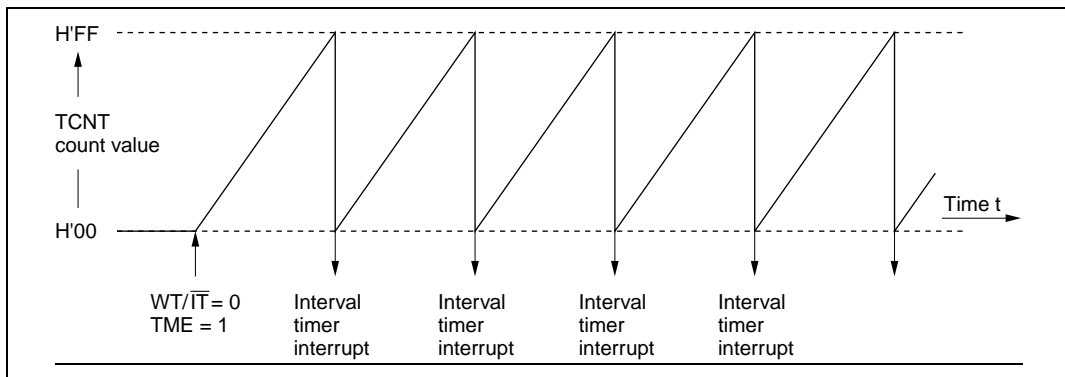 H'FF
TCNT
count value
H'00
Time t
WT/I̅T̅ = 0
TME = 1
Interval
timer
interrupt
Interval
timer
interrupt
Interval
timer
interrupt
Interval
timer
interrupt